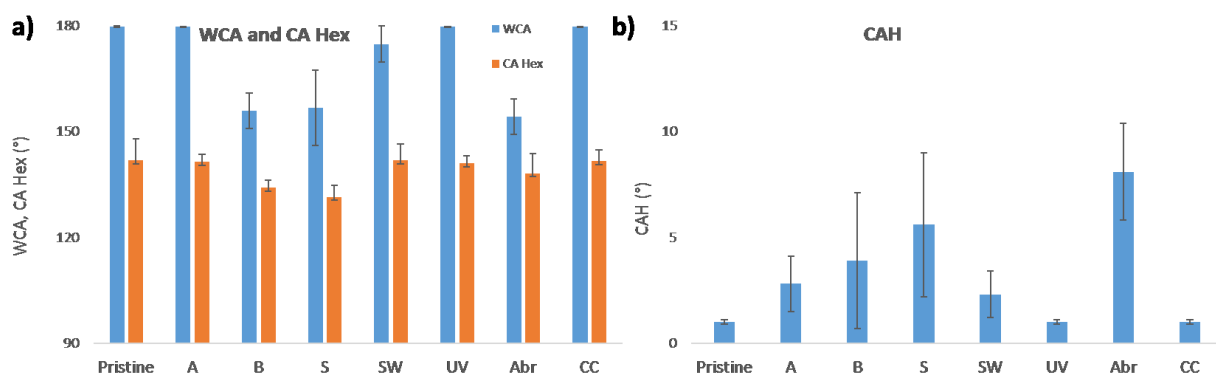 a)
WCA and CA Hex
WCA
CA Hex
WCA, CA Hex (°)
180
150
120
90
Pristine A B S SW UV Abr CC
b)
CAH
CAH (°)
15
10
5
0
Pristine A B S SW UV Abr CC